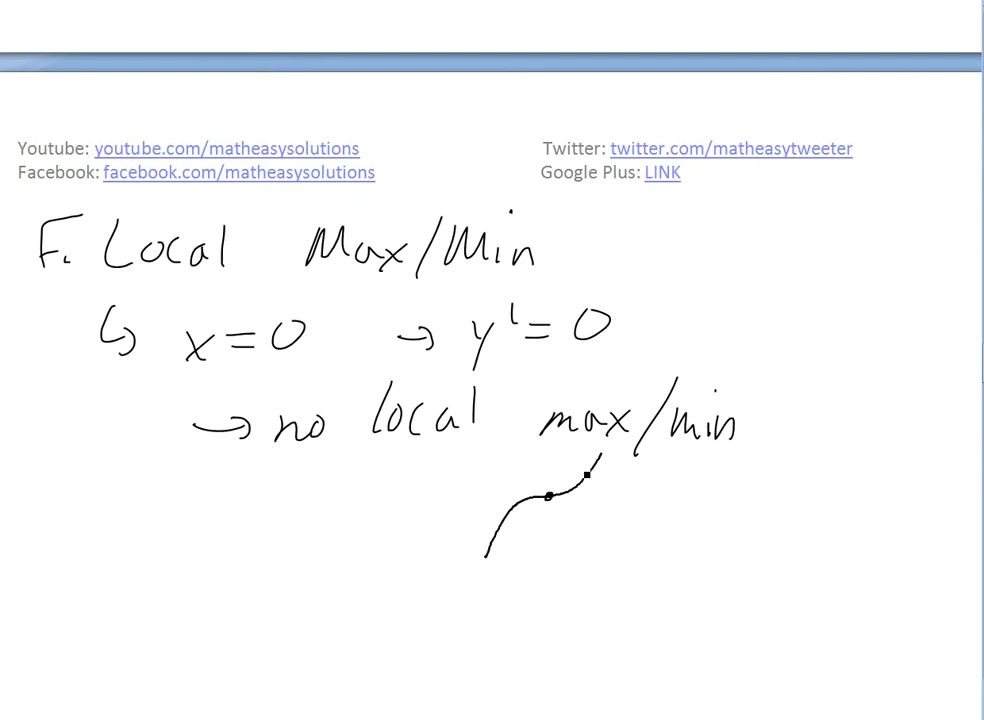 Youtube: youtube.com/matheasysolutions
Twitter: twitter.com/matheasytweeter
Facebook: facebook.com/matheasysolutions
Google Plus: LINK
F. Local Max/Min
↳ x = 0 → y' = 0
→ no local max/min